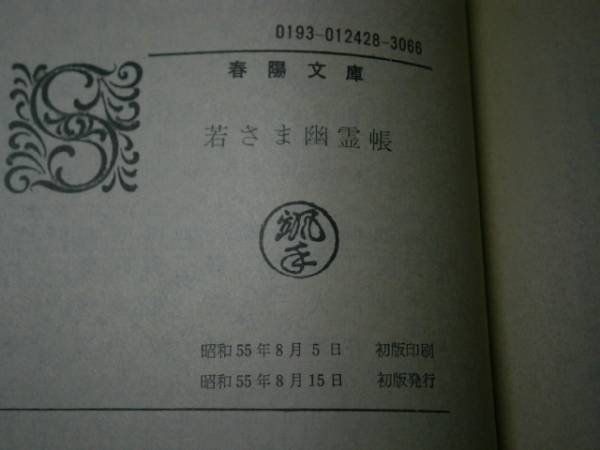 0193-012428-3066
春陽文庫
若さま幽霊帳
昭和55年8月5日 初版印刷
昭和55年8月15日 初版発行